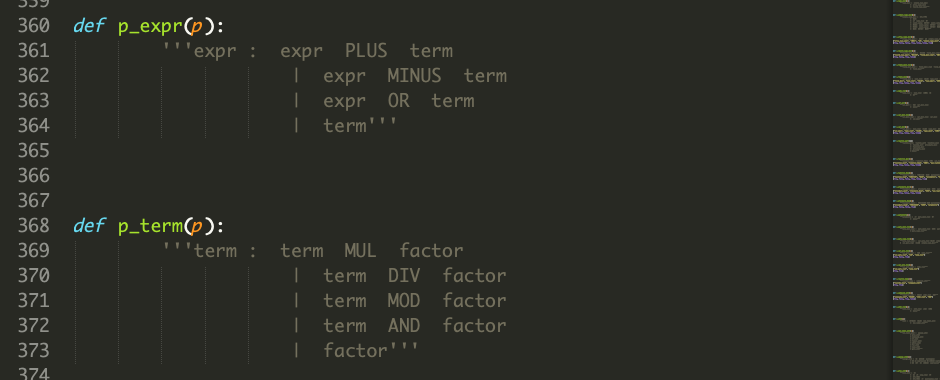 359
360 def p_expr(p):
361 '''expr : expr PLUS term
362 | expr MINUS term
363 | expr OR term
364 | term'''
365
366
367
368 def p_term(p):
369 '''term : term MUL factor
370 | term DIV factor
371 | term MOD factor
372 | term AND factor
373 | factor'''
374